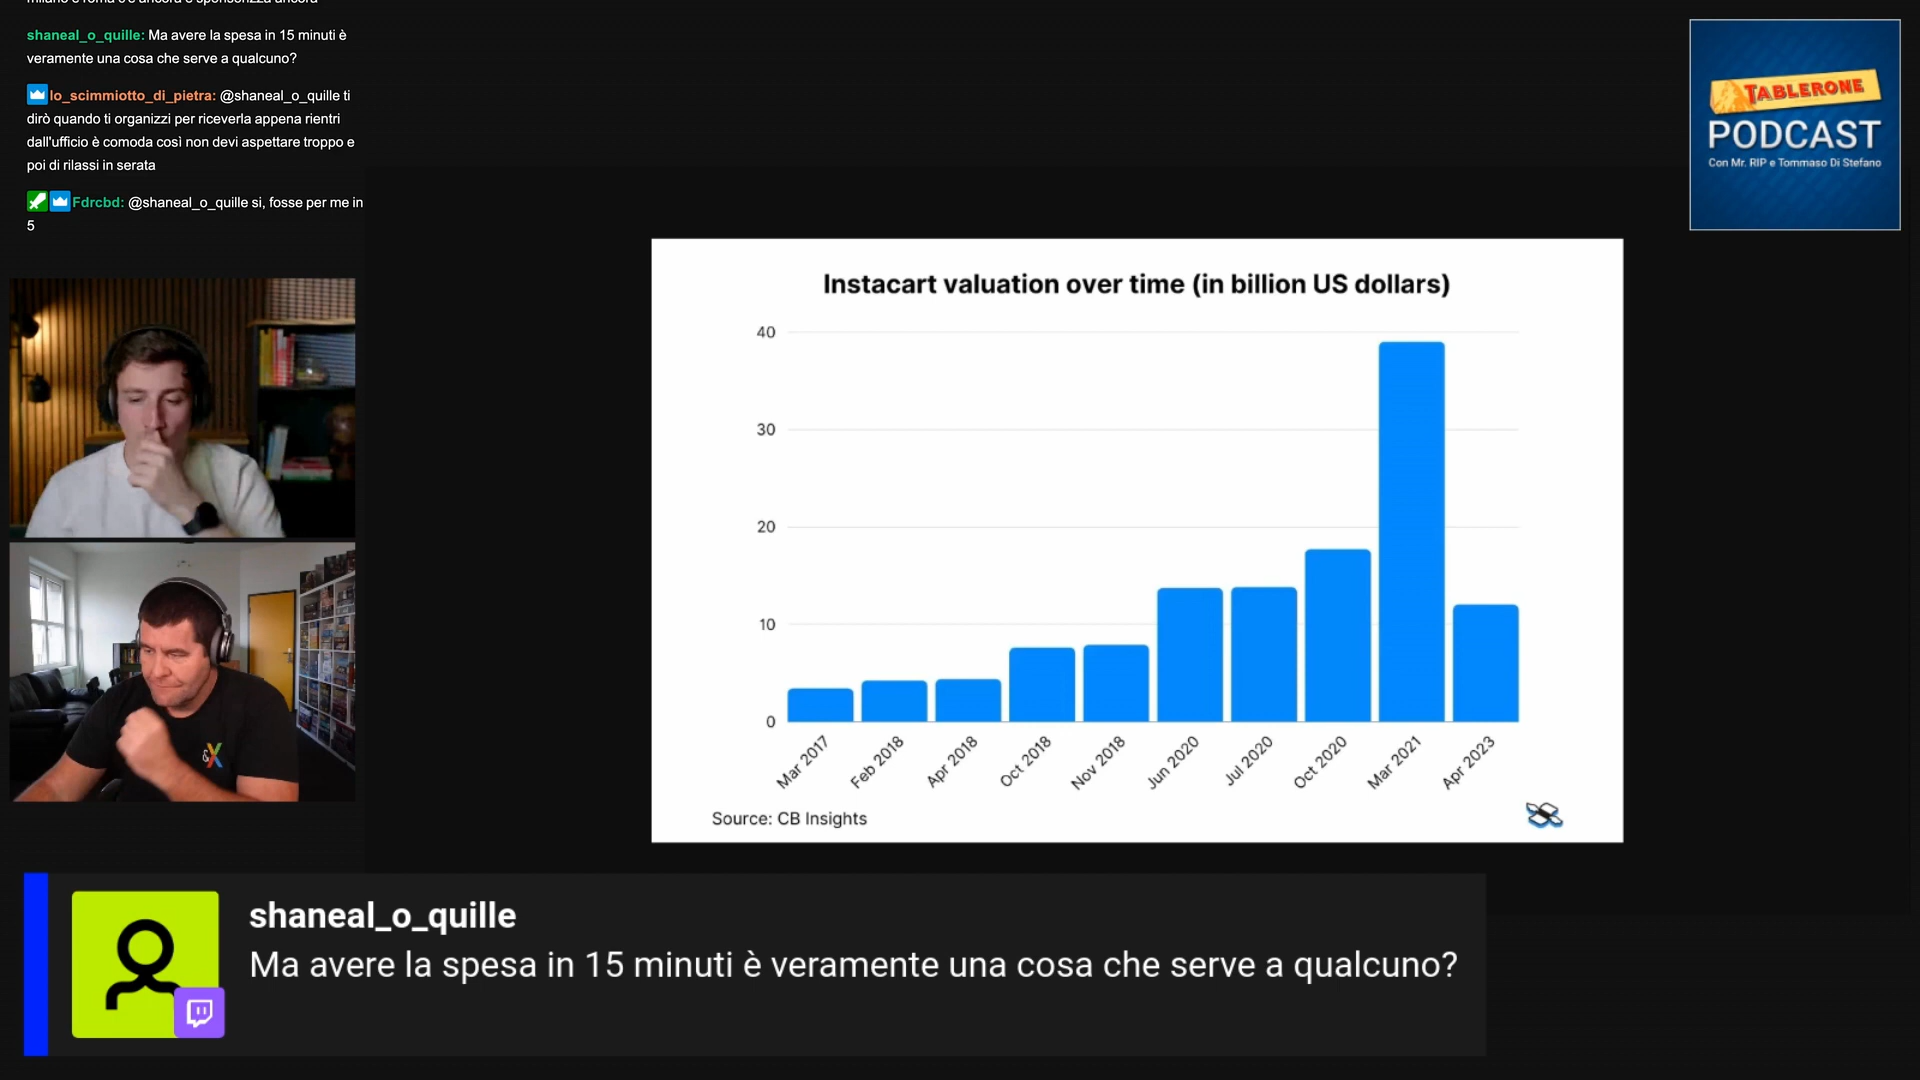 milano e roma c'è ancora e sponsorizza ancora
shaneal_o_quille: Ma avere la spesa in 15 minuti è
veramente una cosa che serve a qualcuno?
lo_scimmiotto_di_pietra: @shaneal_o_quille ti
dirò quando ti organizzi per riceverla appena rientri
dall'ufficio è comoda così non devi aspettare troppo e
poi di rilassi in serata
Fdrcbd: @shaneal_o_quille si, fosse per me in
5
TABLERONE
PODCAST
Con Mr. RIP e Tommaso Di Stefano
Instacart valuation over time (in billion US dollars)
40
30
20
10
0
Mar 2017 Feb 2018 Apr 2018 Oct 2018 Nov 2018 Jun 2020 Jul 2020 Oct 2020 Mar 2021 Apr 2023
Source: CB Insights
&X
shaneal_o_quille
Ma avere la spesa in 15 minuti è veramente una cosa che serve a qualcuno?